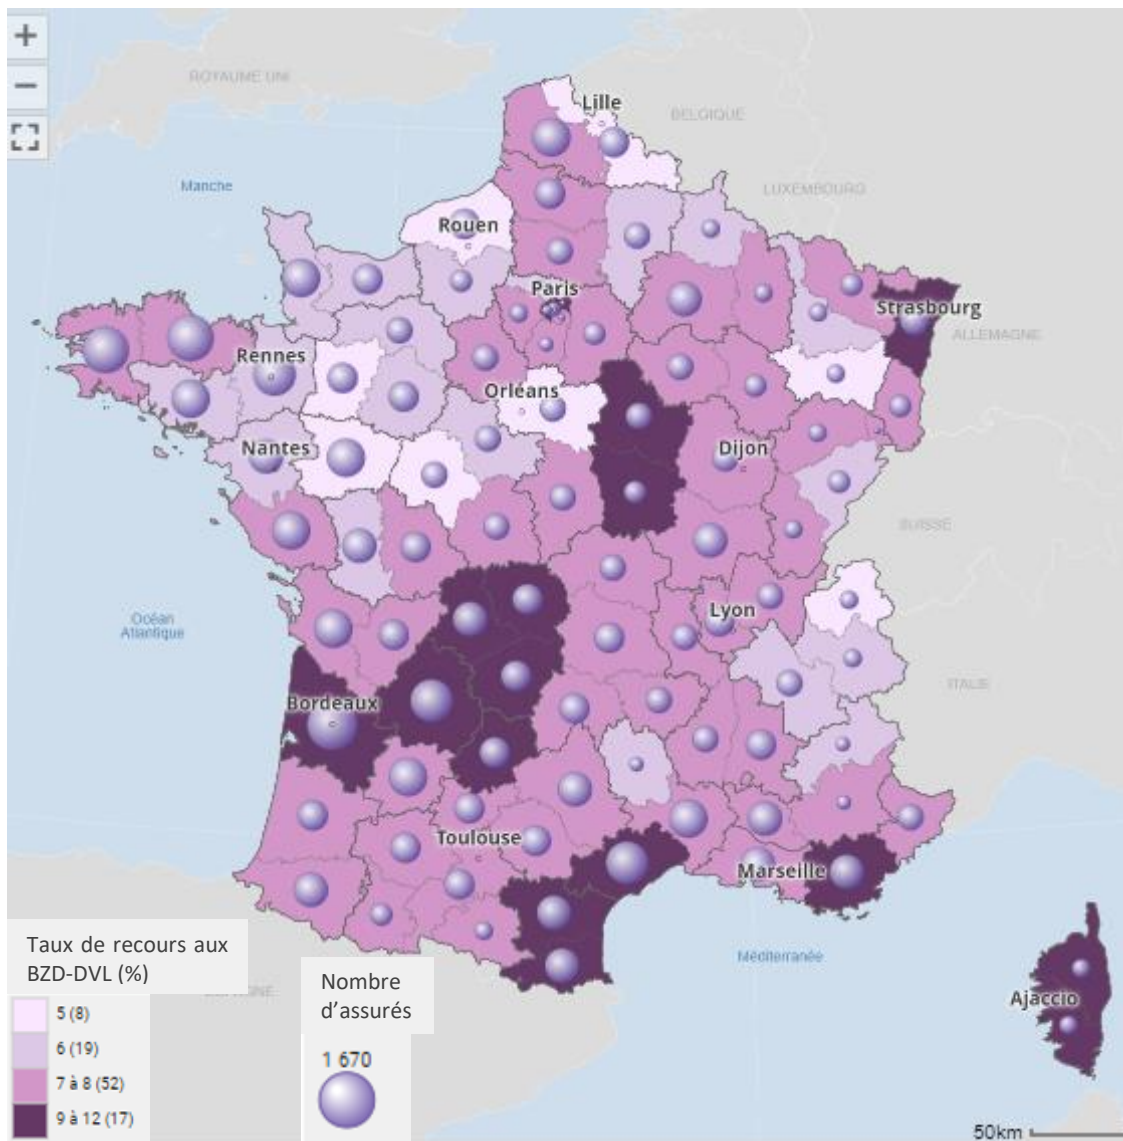 +
−
ROYAUME UNI
Lille
BELGIQUE
Manche
LUXEMBOURG
Rouen
Paris
Strasbourg
ALLEMAGNE
Rennes
Orléans
Nantes
Dijon
SUISSE
Océan
Atlantique
Lyon
ITALIE
Bordeaux
Toulouse
Marseille
Méditerranée
Ajaccio
Taux de recours aux
BZD-DVL (%)
5 (8)
6 (19)
7 à 8 (52)
9 à 12 (17)
Nombre
d’assurés
1 670
50km